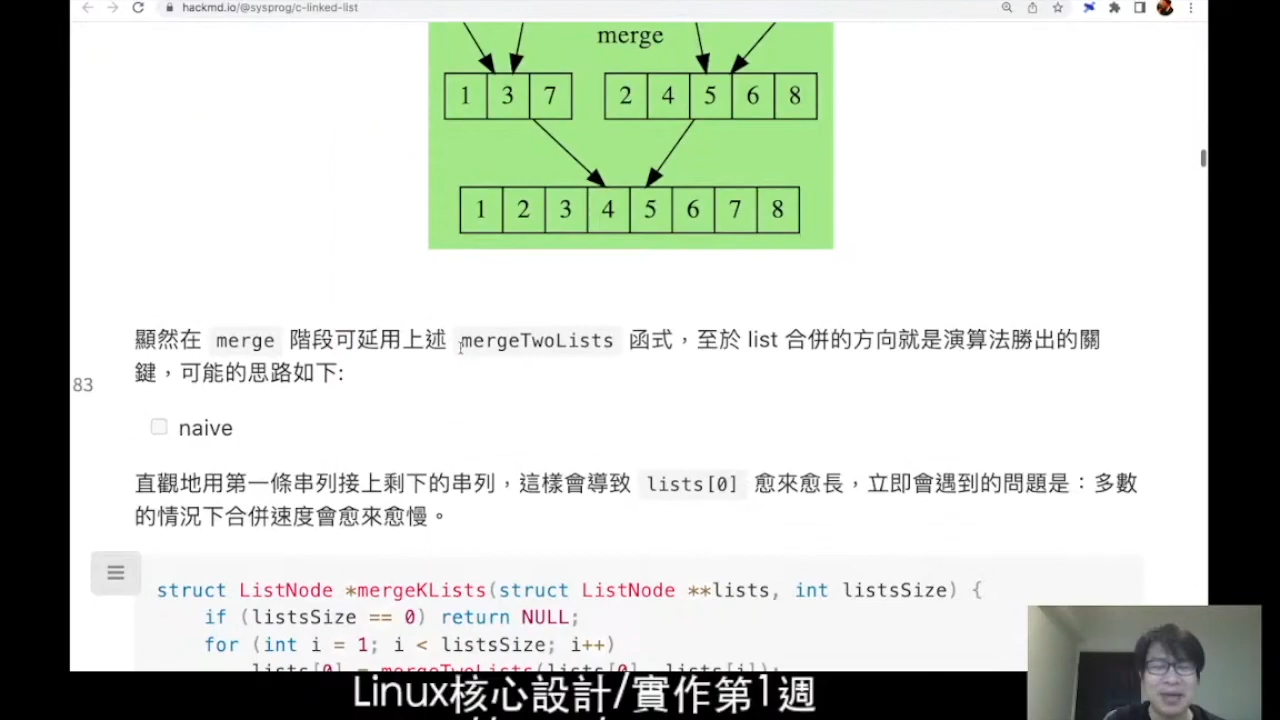 hackmd.io/@sysprog/c-linked-list
merge
1 3 7 2 4 5 6 8
1 2 3 4 5 6 7 8
顯然在 merge 階段可延用上述 mergeTwoLists 函式，至於 list 合併的方向就是演算法勝出的關
鍵，可能的思路如下:
83
naive
直觀地用第一條串列接上剩下的串列，這樣會導致 lists[0] 愈來愈長，立即會遇到的問題是：多數
的情況下合併速度會愈來愈慢。
struct ListNode *mergeKLists(struct ListNode **lists, int listsSize) {
if (listsSize == 0) return NULL;
for (int i = 1; i < listsSize; i++)
lists[0] = mergeTwoLists(lists[0], lists[i]);
Linux核心設計/實作第1週